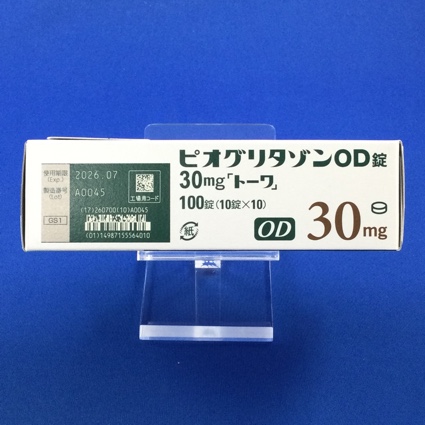 使用期限
(Exp.)
2026.07
製造番号
(Lot)
A0045
工場用コード
GS1
(17)260700(10)A0045
(01)14987155564010
ピオグリタゾンOD錠
30mg「トーワ」
100錠(10錠×10)
紙
OD
30mg